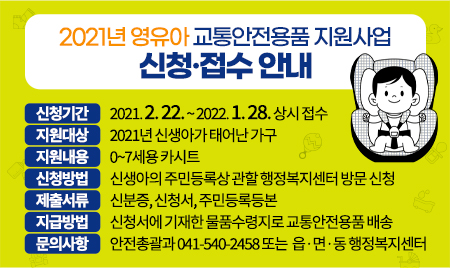 2021년 영유아 교통안전용품 지원사업
신청·접수 안내
신청기간 2021. 2. 22. ~ 2022. 1. 28. 상시 접수
지원대상 2021년 신생아가 태어난 가구
지원내용 0~7세용 카시트
신청방법 신생아의 주민등록상 관할 행정복지센터 방문 신청
제출서류 신분증, 신청서, 주민등록등본
지급방법 신청서에 기재한 물품수령지로 교통안전용품 배송
문의사항 안전총괄과 041-540-2458 또는 읍·면·동 행정복지센터